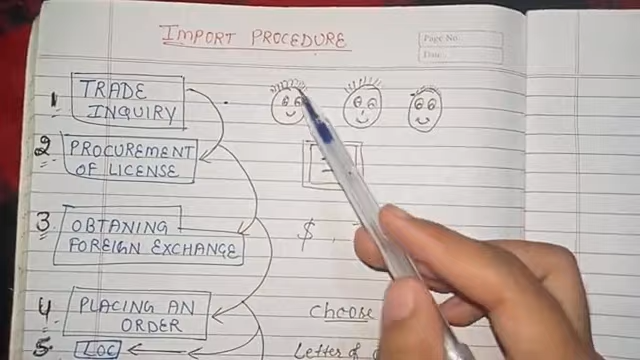 IMPORT PROCEDURE
Page No.
Date
1 TRADE
INQUIRY
2 PROCUREMENT
OF LICENSE
3. OBTANING $
FOREIGN EXCHANGE
4 PLACING AN
ORDER choose
5. LOC Letter of